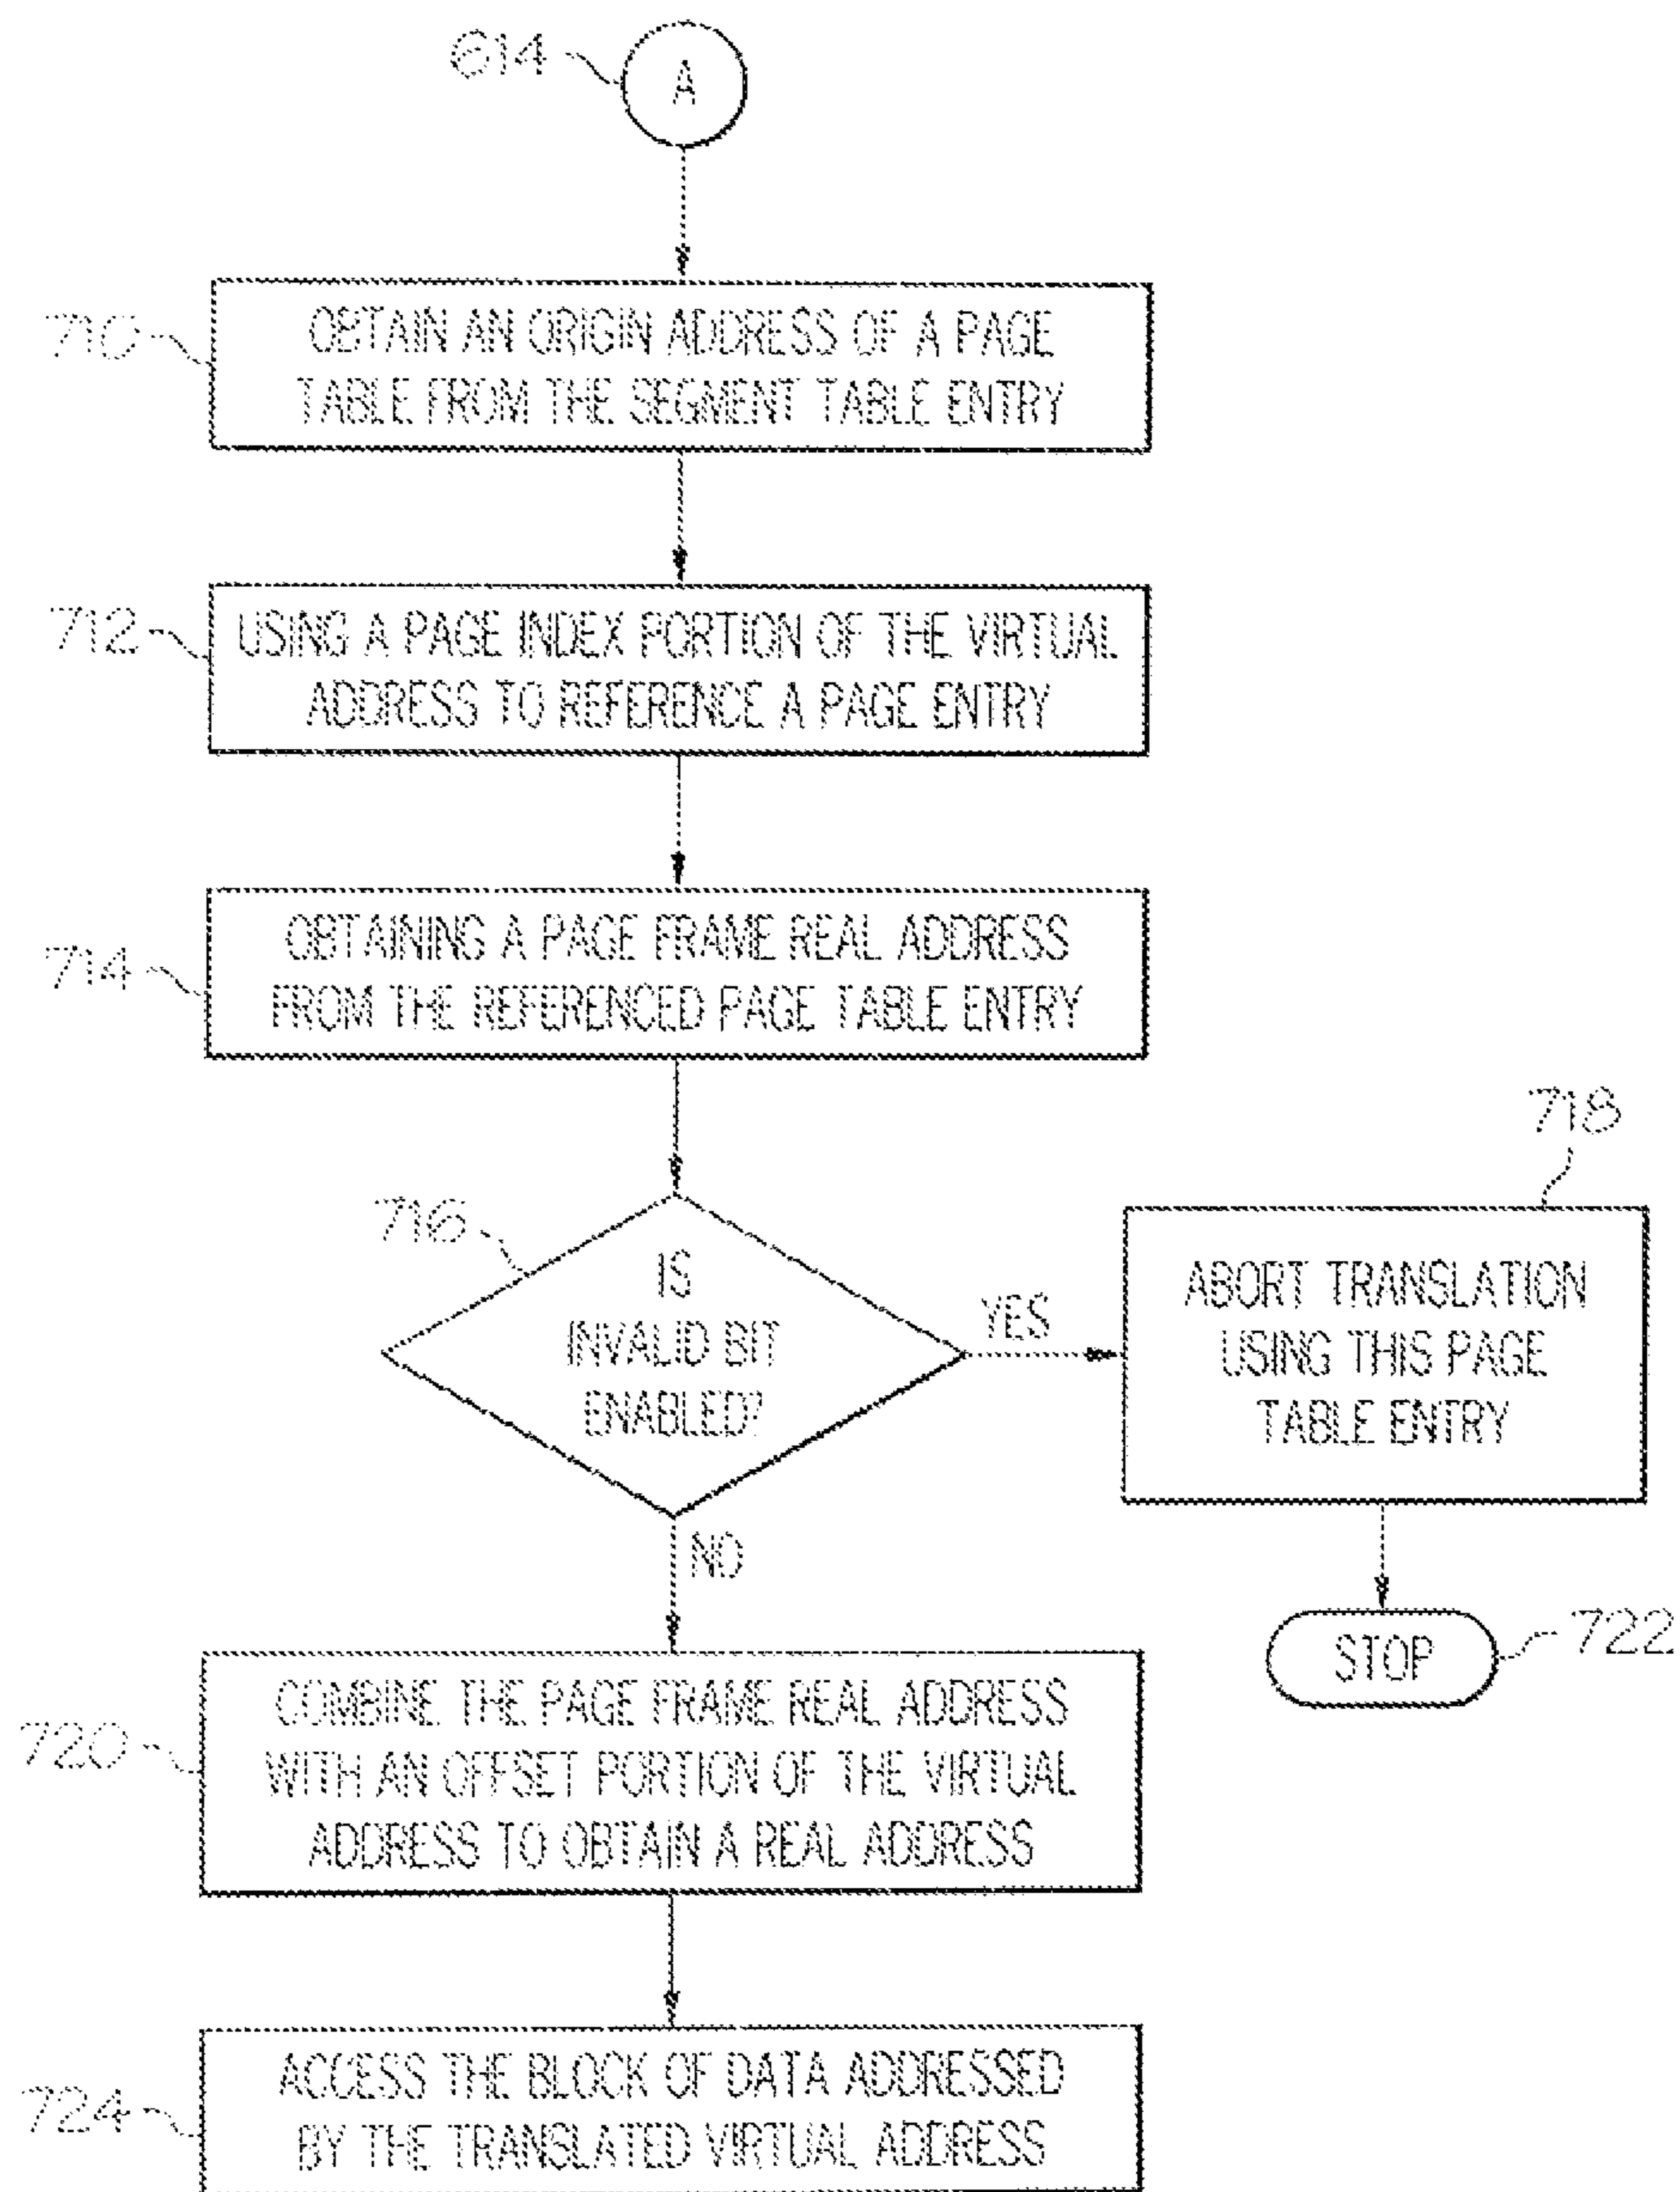 614
A
710
OBTAIN AN ORIGIN ADDRESS OF A PAGE
TABLE FROM THE SEGMENT TABLE ENTRY
712
USING A PAGE INDEX PORTION OF THE VIRTUAL
ADDRESS TO REFERENCE A PAGE ENTRY
714
OBTAINING A PAGE FRAME REAL ADDRESS
FROM THE REFERENCED PAGE TABLE ENTRY
716
IS
INVALID BIT
ENABLED?
YES
718
ABORT TRANSLATION
USING THIS PAGE
TABLE ENTRY
NO
STOP
722
720
COMBINE THE PAGE FRAME REAL ADDRESS
WITH AN OFFSET PORTION OF THE VIRTUAL
ADDRESS TO OBTAIN A REAL ADDRESS
724
ACCESS THE BLOCK OF DATA ADDRESSED
BY THE TRANSLATED VIRTUAL ADDRESS